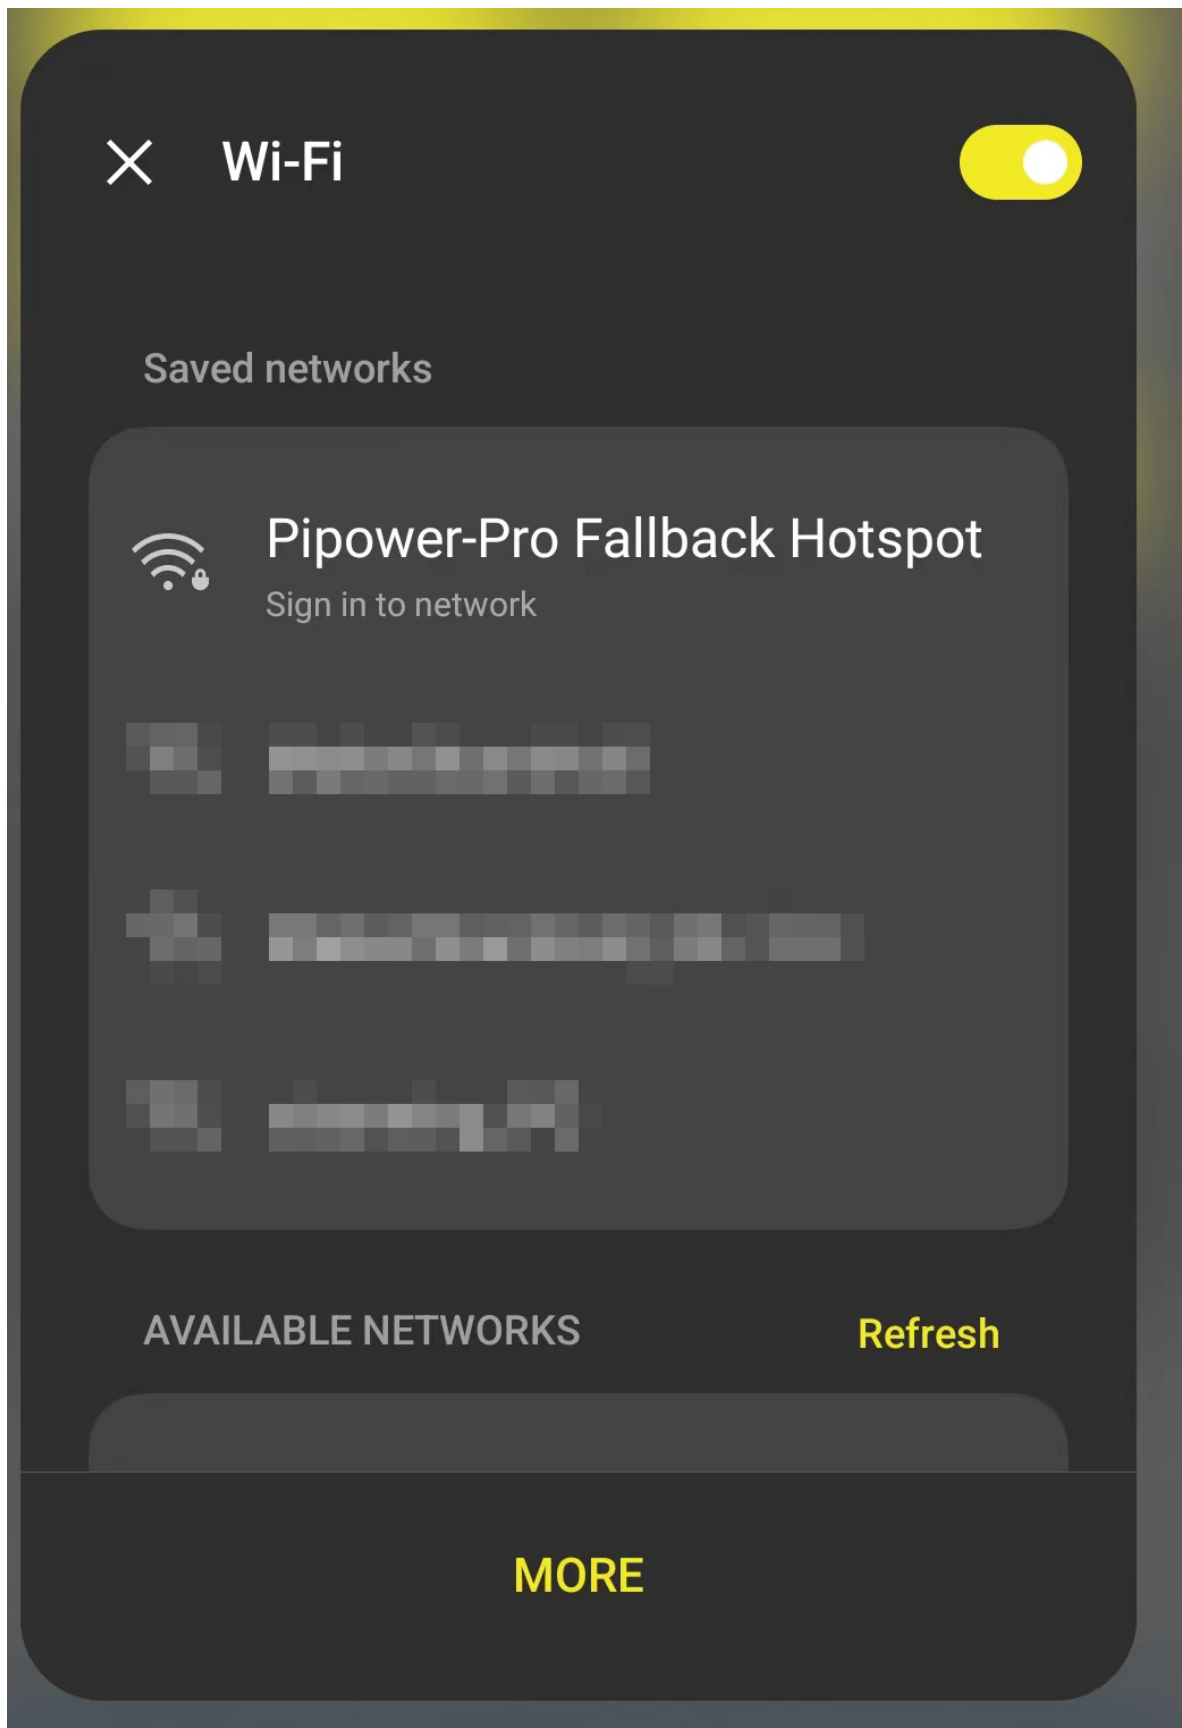 Wi-Fi
Saved networks
Pipower-Pro Fallback Hotspot
Sign in to network
AVAILABLE NETWORKS
Refresh
MORE